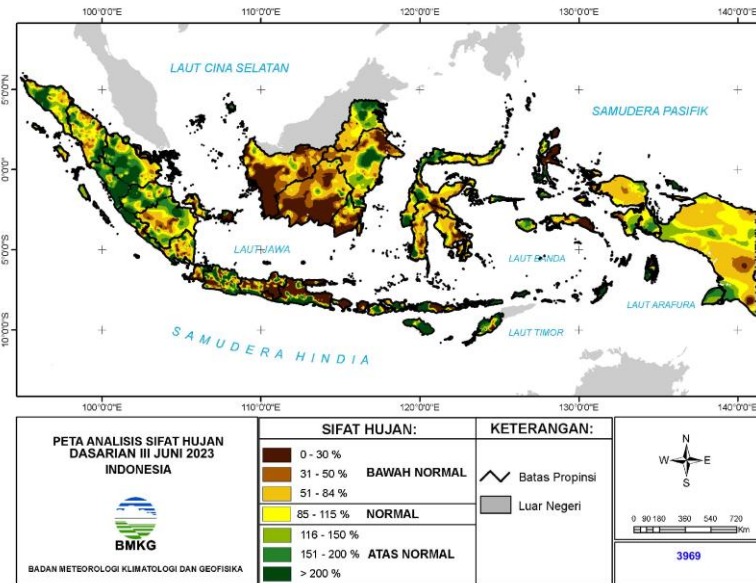 100°0'0"E 110°0'0"E 120°0'0"E 130°0'0"E 140°0'0"E
LAUT CINA SELATAN
SAMUDERA PASIFIK
5°0'0"N
0°0'0"
5°0'0"S
10°0'0"S
LAUT JAWA
LAUT BANDA
LAUT ARAFURA
LAUT TIMOR
SAMUDERA HINDIA
100°0'0"E 110°0'0"E 120°0'0"E 130°0'0"E 140°0'0"E
PETA ANALISIS SIFAT HUJAN
DASARIAN III JUNI 2023
INDONESIA
BMKG
BADAN METEOROLOGI KLIMATOLOGI DAN GEOFISIKA
SIFAT HUJAN:
0 - 30 %
31 - 50 % BAWAH NORMAL
51 - 84 %
85 - 115 % NORMAL
116 - 150 %
151 - 200 % ATAS NORMAL
> 200 %
KETERANGAN:
Batas Propinsi
Luar Negeri
N
W E
S
0 90 180 360 540 720
Km
3969